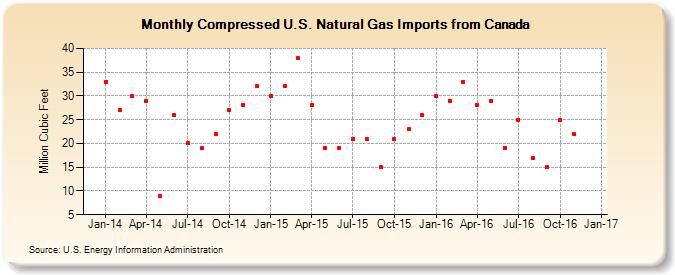 Monthly Compressed U.S. Natural Gas Imports from Canada
Million Cubic Feet
40
35
30
25
20
15
10
5
Jan-14 Apr-14 Jul-14 Oct-14 Jan-15 Apr-15 Jul-15 Oct-15 Jan-16 Apr-16 Jul-16 Oct-16 Jan-17
Source: U.S. Energy Information Administration